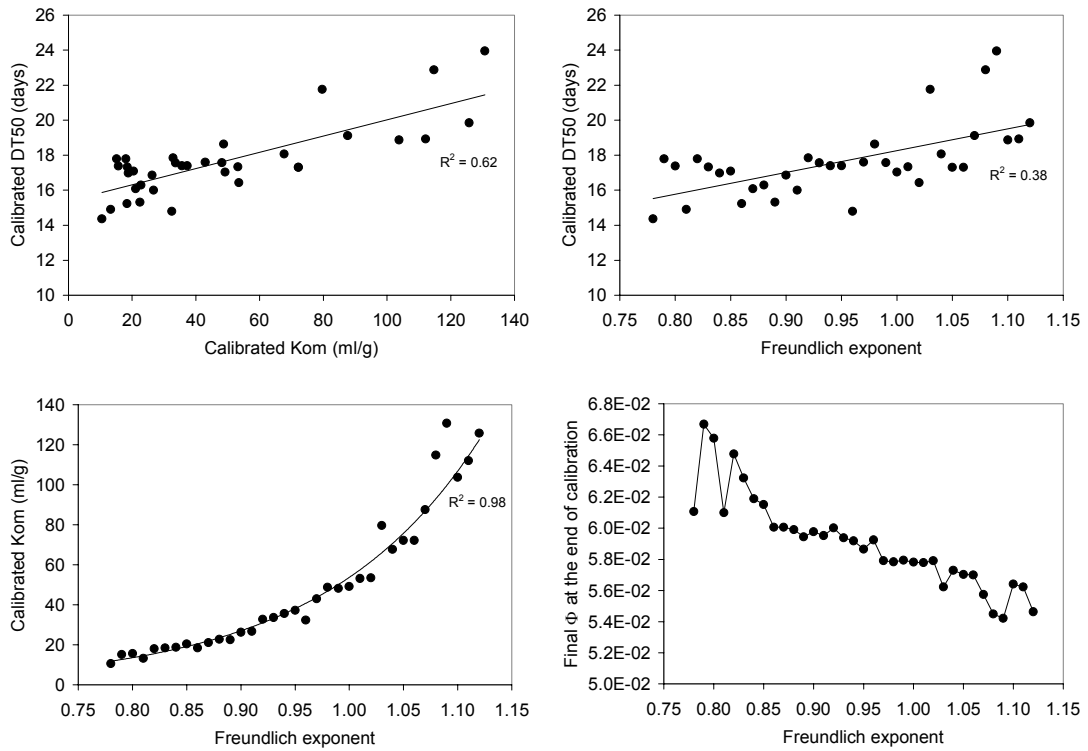 26
24
22
20
18
16
14
12
10
Calibrated DT50 (days)
R² = 0.62
0 20 40 60 80 100 120 140
Calibrated Kom (ml/g)
26
24
22
20
18
16
14
12
10
Calibrated DT50 (days)
R² = 0.38
0.75 0.80 0.85 0.90 0.95 1.00 1.05 1.10 1.15
Freundlich exponent
140
120
100
80
60
40
20
0
Calibrated Kom (ml/g)
R² = 0.98
0.75 0.80 0.85 0.90 0.95 1.00 1.05 1.10 1.15
Freundlich exponent
6.8E-02
6.6E-02
6.4E-02
6.2E-02
6.0E-02
5.8E-02
5.6E-02
5.4E-02
5.2E-02
5.0E-02
Final Φ at the end of calibration
0.75 0.80 0.85 0.90 0.95 1.00 1.05 1.10 1.15
Freundlich exponent